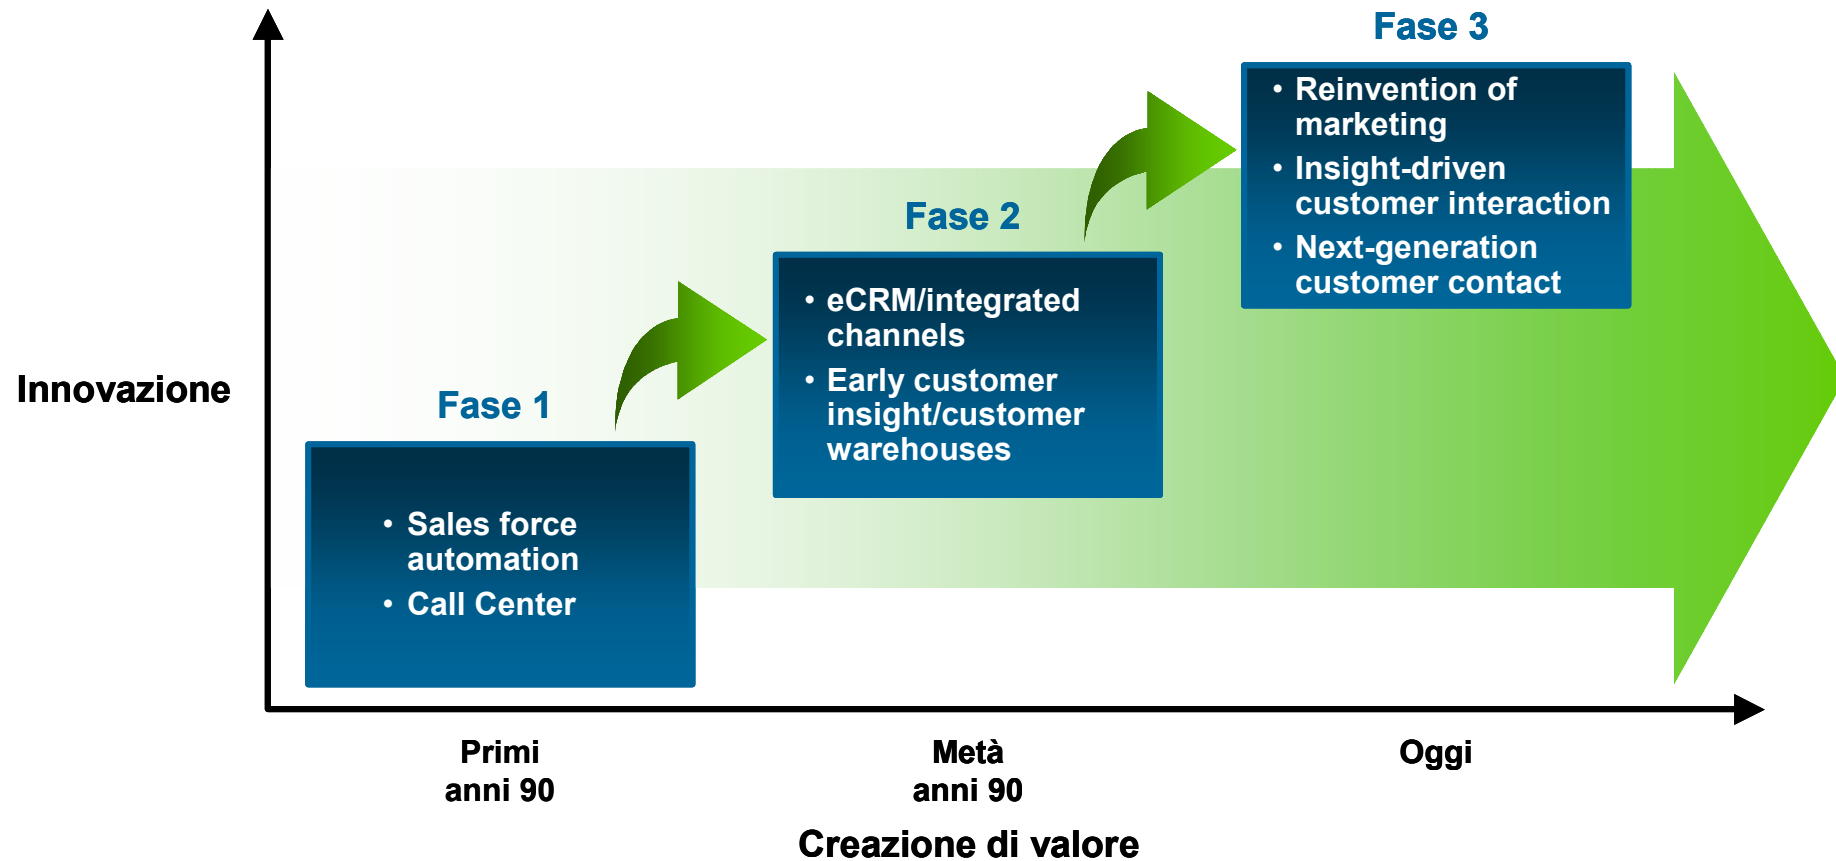 Fase 3
• Reinvention of
marketing
• Insight-driven
customer interaction
• Next-generation
customer contact
Fase 2
• eCRM/integrated
channels
• Early customer
insight/customer
warehouses
Innovazione
Fase 1
• Sales force
automation
• Call Center
Primi
anni 90
Metà
anni 90
Oggi
Creazione di valore